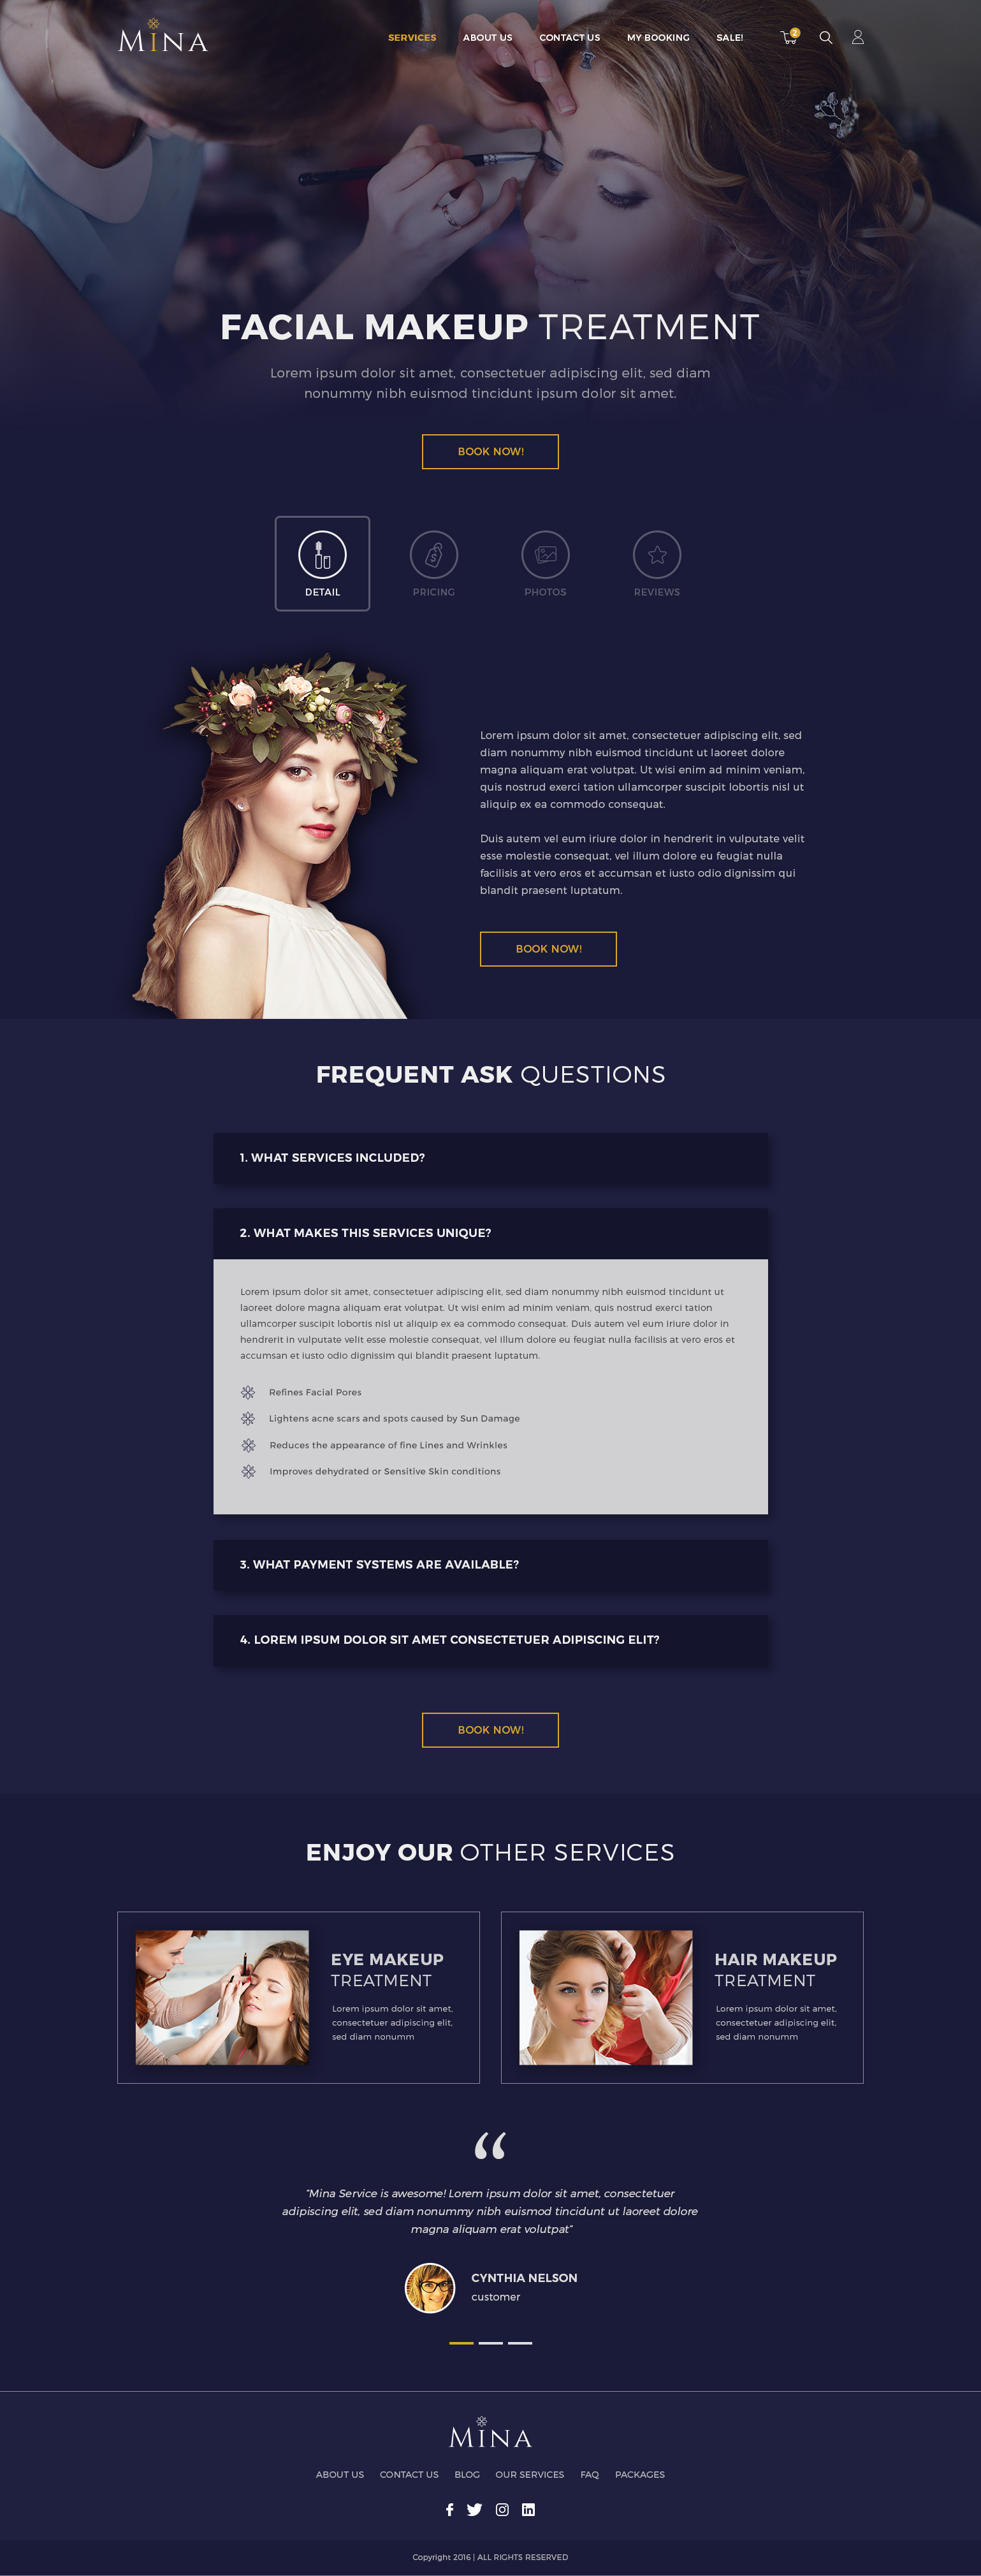 MINA
SERVICES ABOUT US CONTACT US MY BOOKING SALE! 2
FACIAL MAKEUP TREATMENT
Lorem ipsum dolor sit amet, consectetuer adipiscing elit, sed diam
nonummy nibh euismod tincidunt ipsum dolor sit amet.
BOOK NOW!
DETAIL PRICING PHOTOS REVIEWS
Lorem ipsum dolor sit amet, consectetuer adipiscing elit, sed
diam nonummy nibh euismod tincidunt ut laoreet dolore
magna aliquam erat volutpat. Ut wisi enim ad minim veniam,
quis nostrud exerci tation ullamcorper suscipit lobortis nisl ut
aliquip ex ea commodo consequat.
Duis autem vel eum iriure dolor in hendrerit in vulputate velit
esse molestie consequat, vel illum dolore eu feugiat nulla
facilisis at vero eros et accumsan et iusto odio dignissim qui
blandit praesent luptatum.
BOOK NOW!
FREQUENT ASK QUESTIONS
1. WHAT SERVICES INCLUDED?
2. WHAT MAKES THIS SERVICES UNIQUE?
Lorem ipsum dolor sit amet, consectetuer adipiscing elit, sed diam nonummy nibh euismod tincidunt ut
laoreet dolore magna aliquam erat volutpat. Ut wisi enim ad minim veniam, quis nostrud exerci tation
ullamcorper suscipit lobortis nisl ut aliquip ex ea commodo consequat. Duis autem vel eum iriure dolor in
hendrerit in vulputate velit esse molestie consequat, vel illum dolore eu feugiat nulla facilisis at vero eros et
accumsan et iusto odio dignissim qui blandit praesent luptatum.
Refines Facial Pores
Lightens acne scars and spots caused by Sun Damage
Reduces the appearance of fine Lines and Wrinkles
Improves dehydrated or Sensitive Skin conditions
3. WHAT PAYMENT SYSTEMS ARE AVAILABLE?
4. LOREM IPSUM DOLOR SIT AMET CONSECTETUER ADIPISCING ELIT?
BOOK NOW!
ENJOY OUR OTHER SERVICES
EYE MAKEUP
TREATMENT
Lorem ipsum dolor sit amet,
consectetuer adipiscing elit,
sed diam nonumm
HAIR MAKEUP
TREATMENT
Lorem ipsum dolor sit amet,
consectetuer adipiscing elit,
sed diam nonumm
“
“Mina Service is awesome! Lorem ipsum dolor sit amet, consectetuer
adipiscing elit, sed diam nonummy nibh euismod tincidunt ut laoreet dolore
magna aliquam erat volutpat”
CYNTHIA NELSON
customer
MINA
ABOUT US CONTACT US BLOG OUR SERVICES FAQ PACKAGES
Copyright 2016 | ALL RIGHTS RESERVED